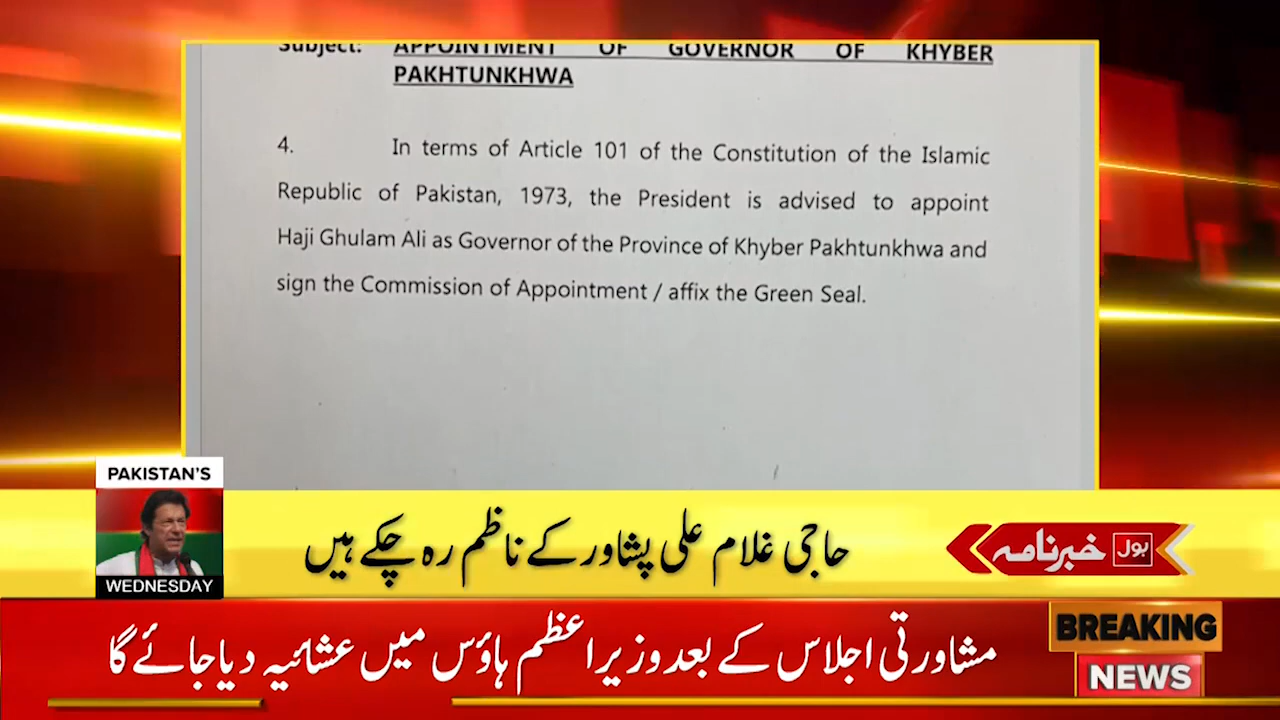 Subject: APPOINTMENT OF GOVERNOR OF KHYBER
PAKHTUNKHWA
4. In terms of Article 101 of the Constitution of the Islamic
Republic of Pakistan, 1973, the President is advised to appoint
Haji Ghulam Ali as Governor of the Province of Khyber Pakhtunkhwa and
sign the Commission of Appointment / affix the Green Seal.
PAKISTAN'S
WEDNESDAY
حاجی غلام علی پشاور کے ناظم رہ چکے ہیں
بول خبرنامہ
مشاورتی اجلاس کے بعد وزیراعظم ہاؤس میں عشائیہ دیا جائے گا
BREAKING
NEWS